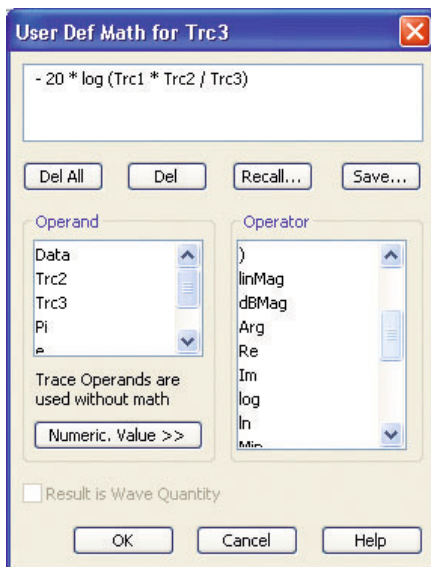 User Def Math for Trc3
- 20 * log (Trc1 * Trc2 / Trc3)
Del All
Del
Recall...
Save...
Operand
Data
Trc2
Trc3
Pi
e
Trace Operands are
used without math
Numeric. Value >>
Operator
)
linMag
dBMag
Arg
Re
Im
log
ln
Min
Result is Wave Quantity
OK
Cancel
Help